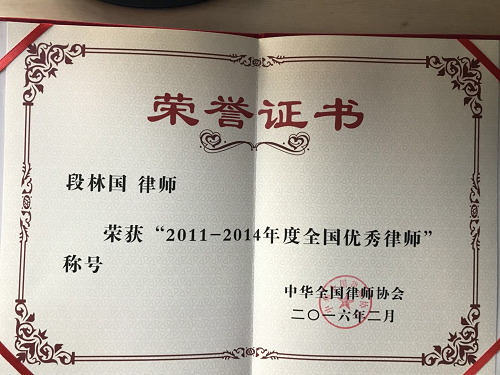 荣誉证书
段林国 律师
荣获“2011-2014年度全国优秀律师”
称号
中华全国律师协会
二〇一六年二月